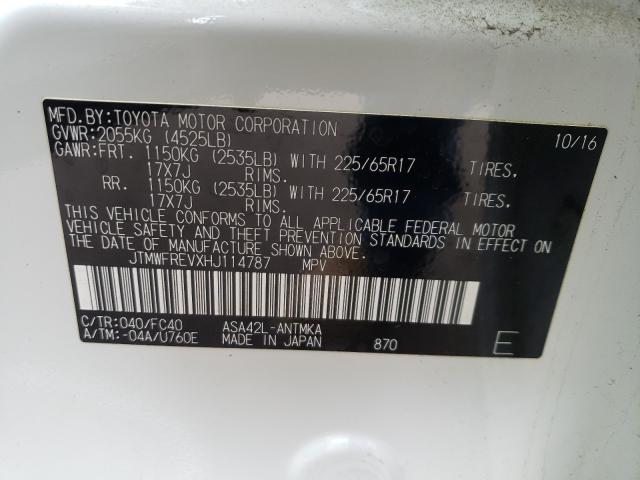 MFD.BY:TOYOTA MOTOR CORPORATION 10/16
GVWR:2055KG (4525LB)
GAWR:FRT. 1150KG (2535LB) WITH 225/65R17 TIRES.
17X7J RIMS.
RR. 1150KG (2535LB) WITH 225/65R17 TIRES.
17X7J RIMS.
THIS VEHICLE CONFORMS TO ALL APPLICABLE FEDERAL MOTOR
VEHICLE SAFETY AND THEFT PREVENTION STANDARDS IN EFFECT
ON THE DATE OF MANUFACTURE SHOWN ABOVE.
JTMWFREVXHJ114787 MPV
C/TR:040/FC40 ASA42L-ANTMKA
A/TM:-04A/U760E MADE IN JAPAN 870 E